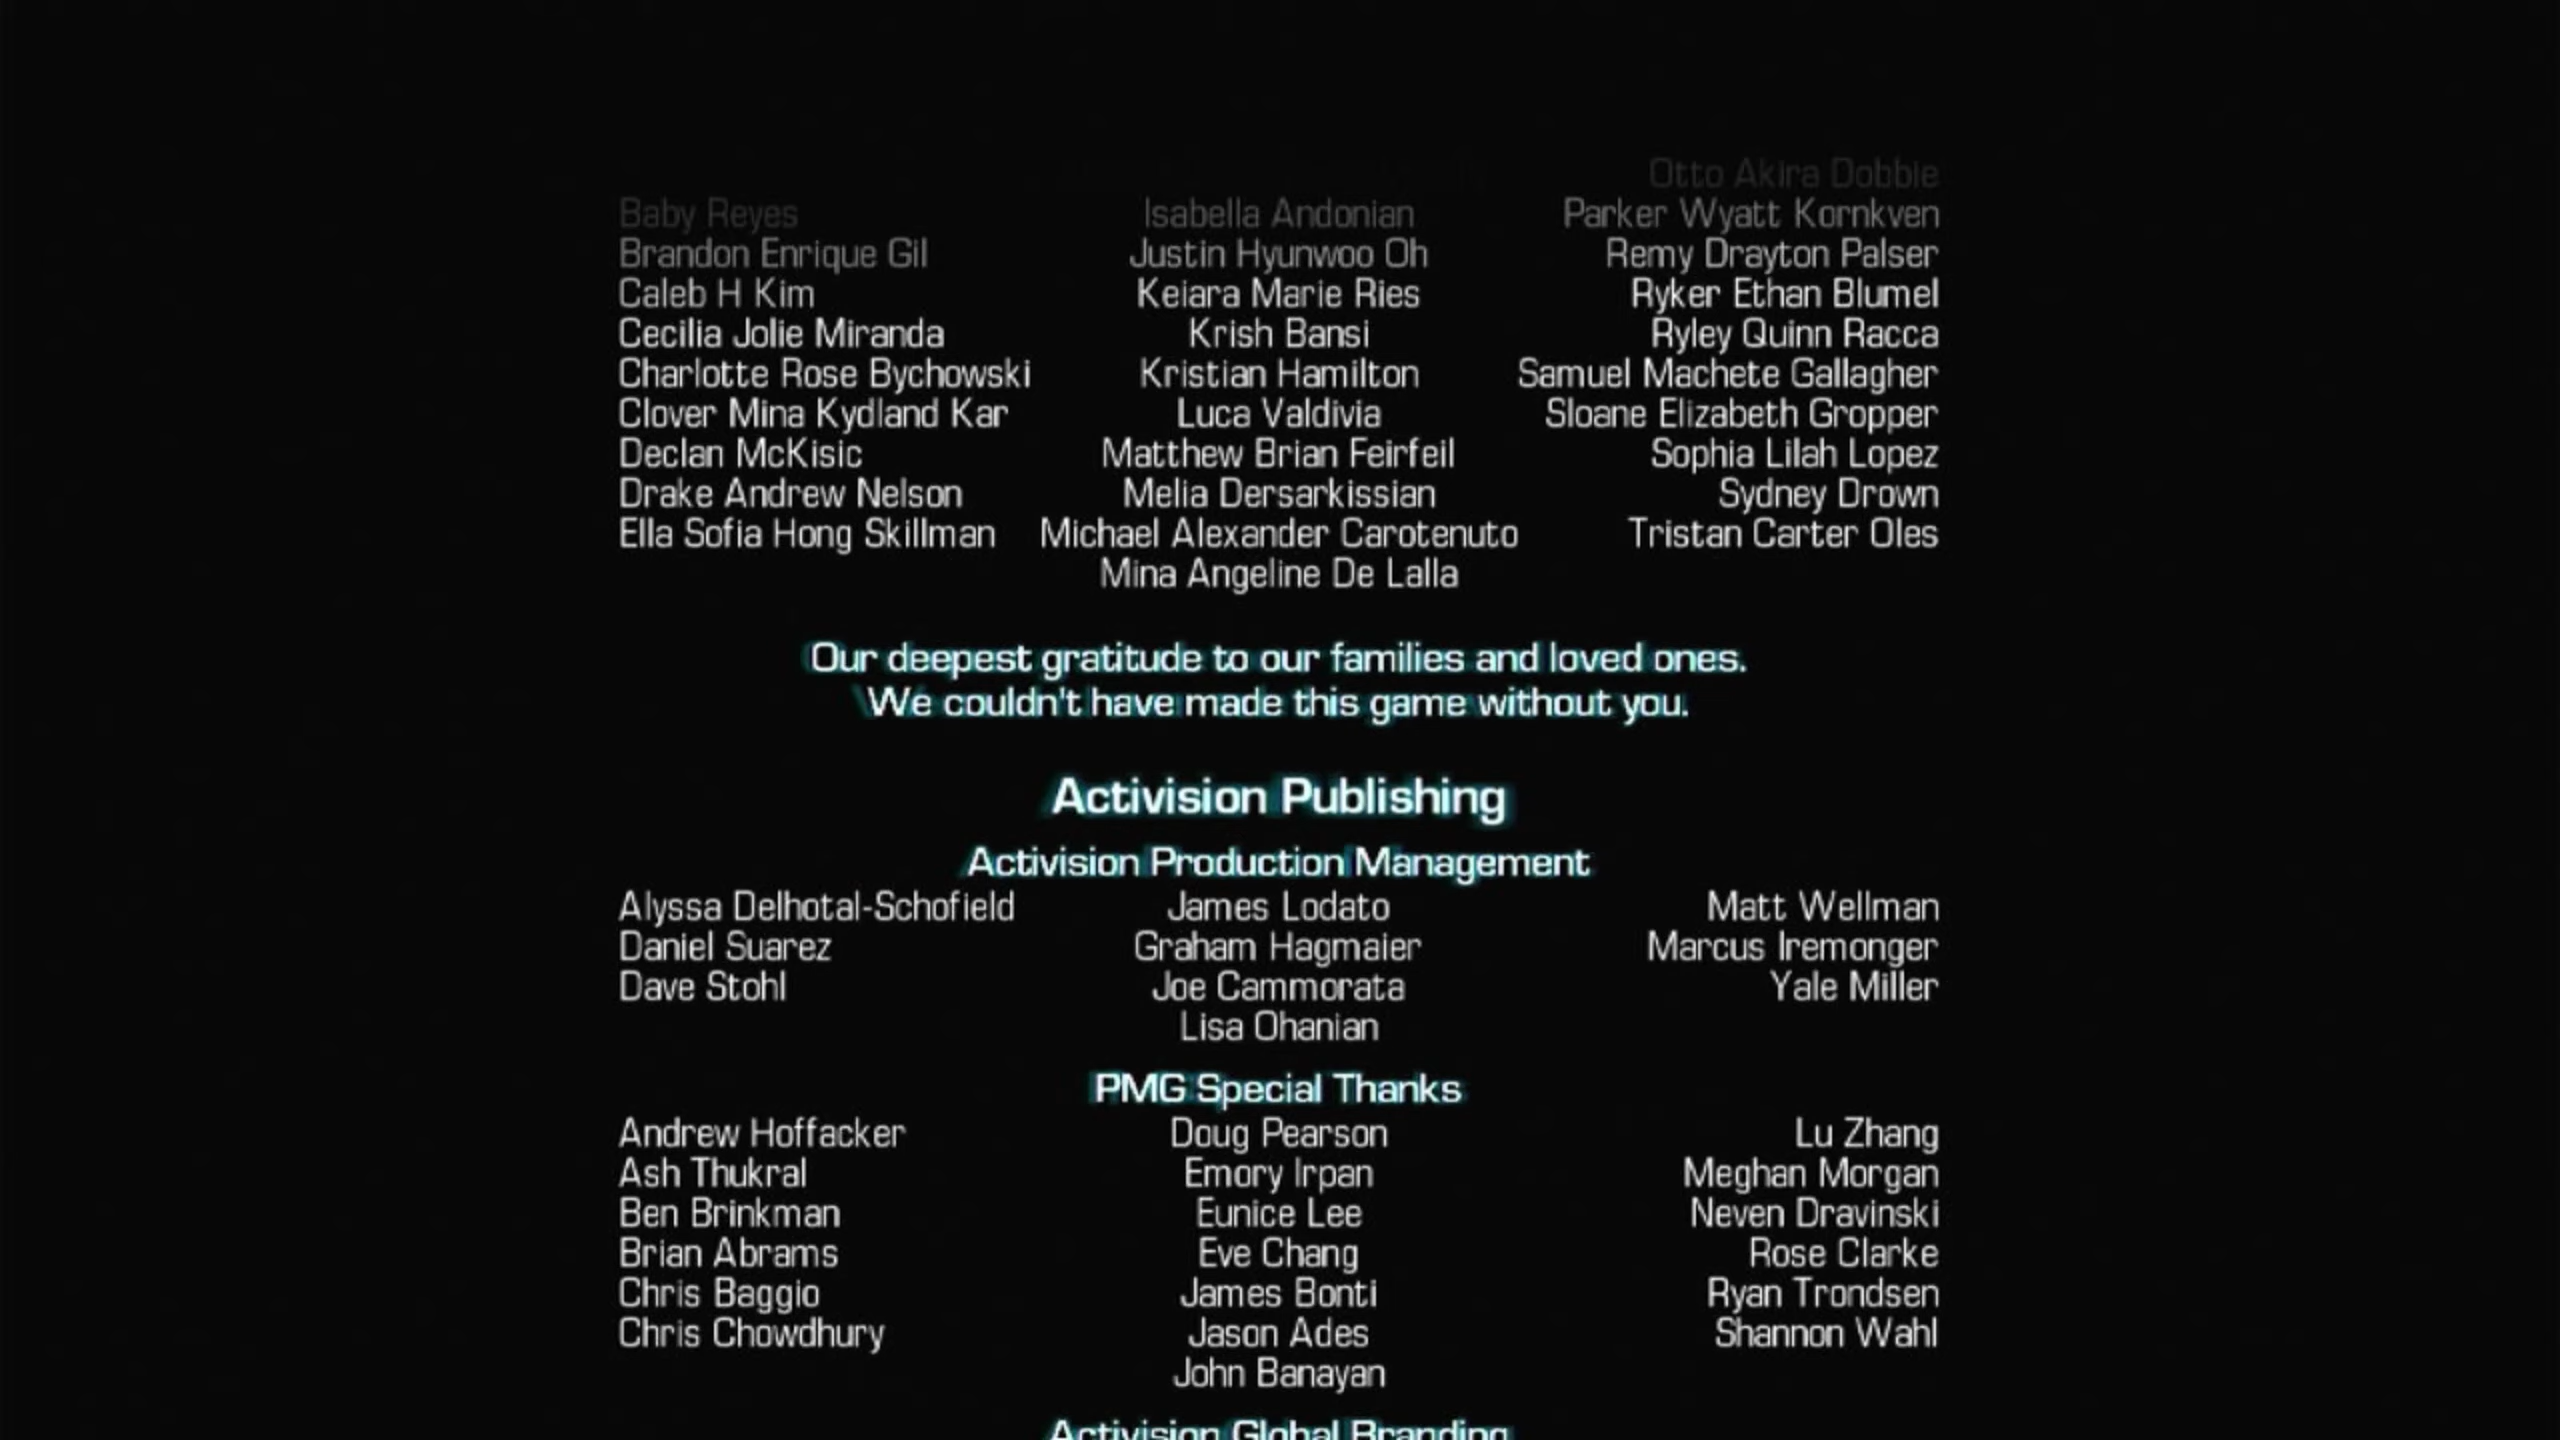 Otto Akira Dobbie
Baby Reyes Isabella Andonian Parker Wyatt Kornkven
Brandon Enrique Gil Justin Hyunwoo Oh Remy Drayton Palser
Caleb H Kim Keiara Marie Ries Ryker Ethan Blumel
Cecilia Jolie Miranda Krish Bansi Ryley Quinn Racca
Charlotte Rose Bychowski Kristian Hamilton Samuel Machete Gallagher
Clover Mina Kydland Kar Luca Valdivia Sloane Elizabeth Gropper
Declan McKisic Matthew Brian Feirfeil Sophia Lilah Lopez
Drake Andrew Nelson Melia Dersarkissian Sydney Drown
Ella Sofia Hong Skillman Michael Alexander Carotenuto Tristan Carter Oles
Mina Angeline De Lalla
Our deepest gratitude to our families and loved ones.
We couldn't have made this game without you.
Activision Publishing
Activision Production Management
Alyssa Delhotal-Schofield James Lodato Matt Wellman
Daniel Suarez Graham Hagmaier Marcus Iremonger
Dave Stohl Joe Cammorata Yale Miller
Lisa Ohanian
PMG Special Thanks
Andrew Hoffacker Doug Pearson Lu Zhang
Ash Thukral Emory Irpan Meghan Morgan
Ben Brinkman Eunice Lee Neven Dravinski
Brian Abrams Eve Chang Rose Clarke
Chris Baggio James Bonti Ryan Trondsen
Chris Chowdhury Jason Ades Shannon Wahl
John Banayan
Activision Global Branding